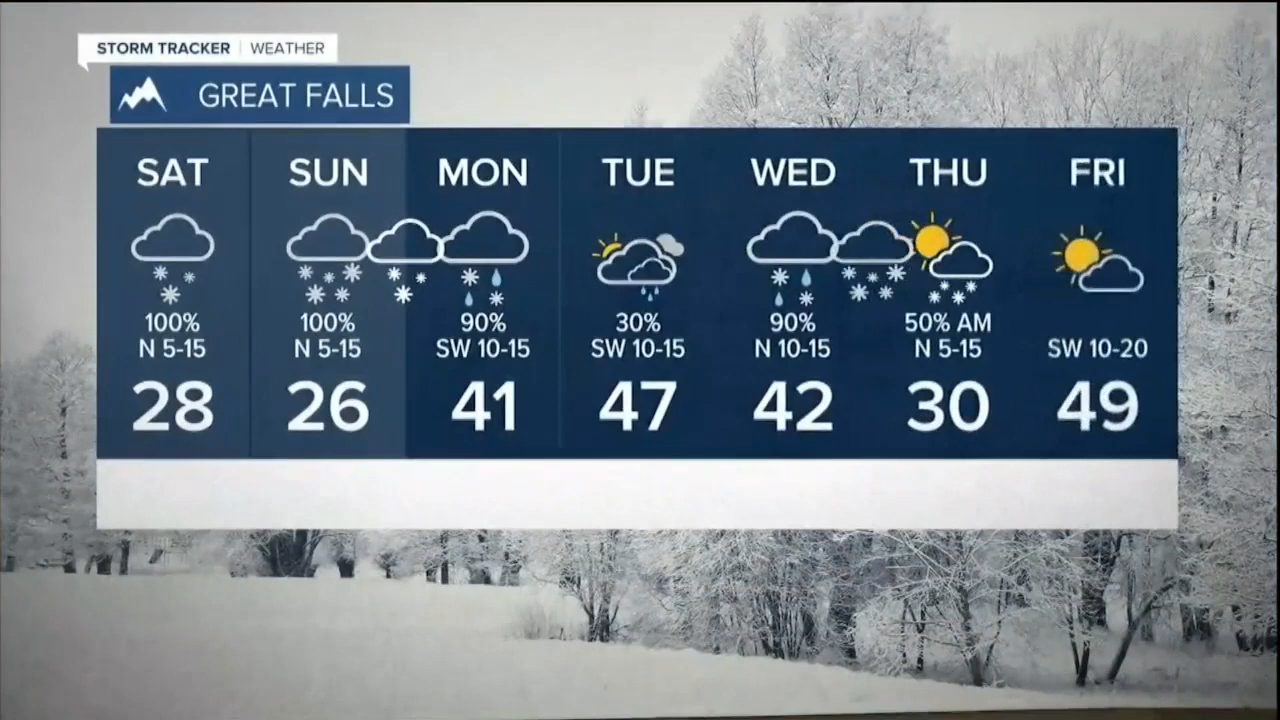 STORM TRACKER | WEATHER
GREAT FALLS
SAT
100%
N 5-15
28
SUN
100%
N 5-15
26
MON
90%
SW 10-15
41
TUE
30%
SW 10-15
47
WED
90%
N 10-15
42
THU
50% AM
N 5-15
30
FRI
SW 10-20
49